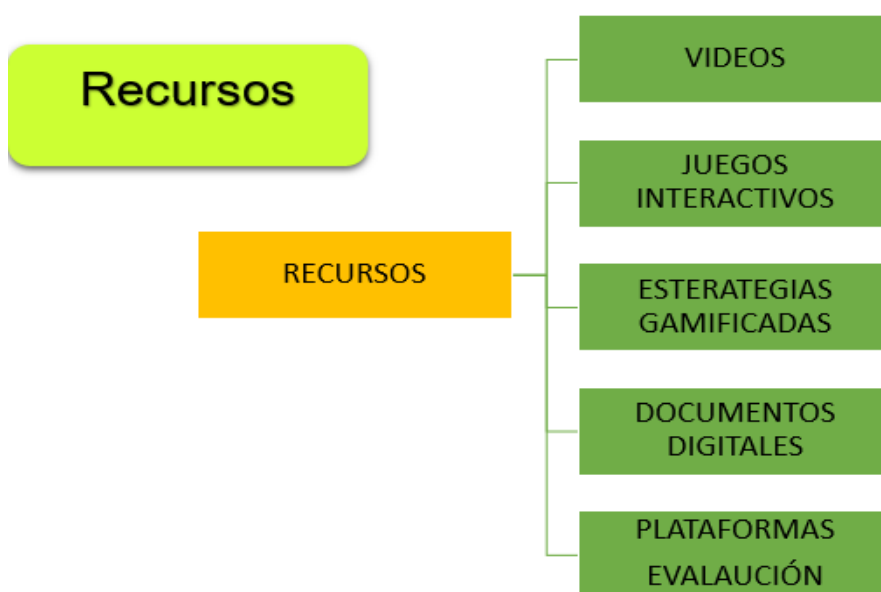 Recursos
RECURSOS
VIDEOS
JUEGOS
INTERACTIVOS
ESTERATEGIAS
GAMIFICADAS
DOCUMENTOS
DIGITALES
PLATAFORMAS
EVALAUCIÓN